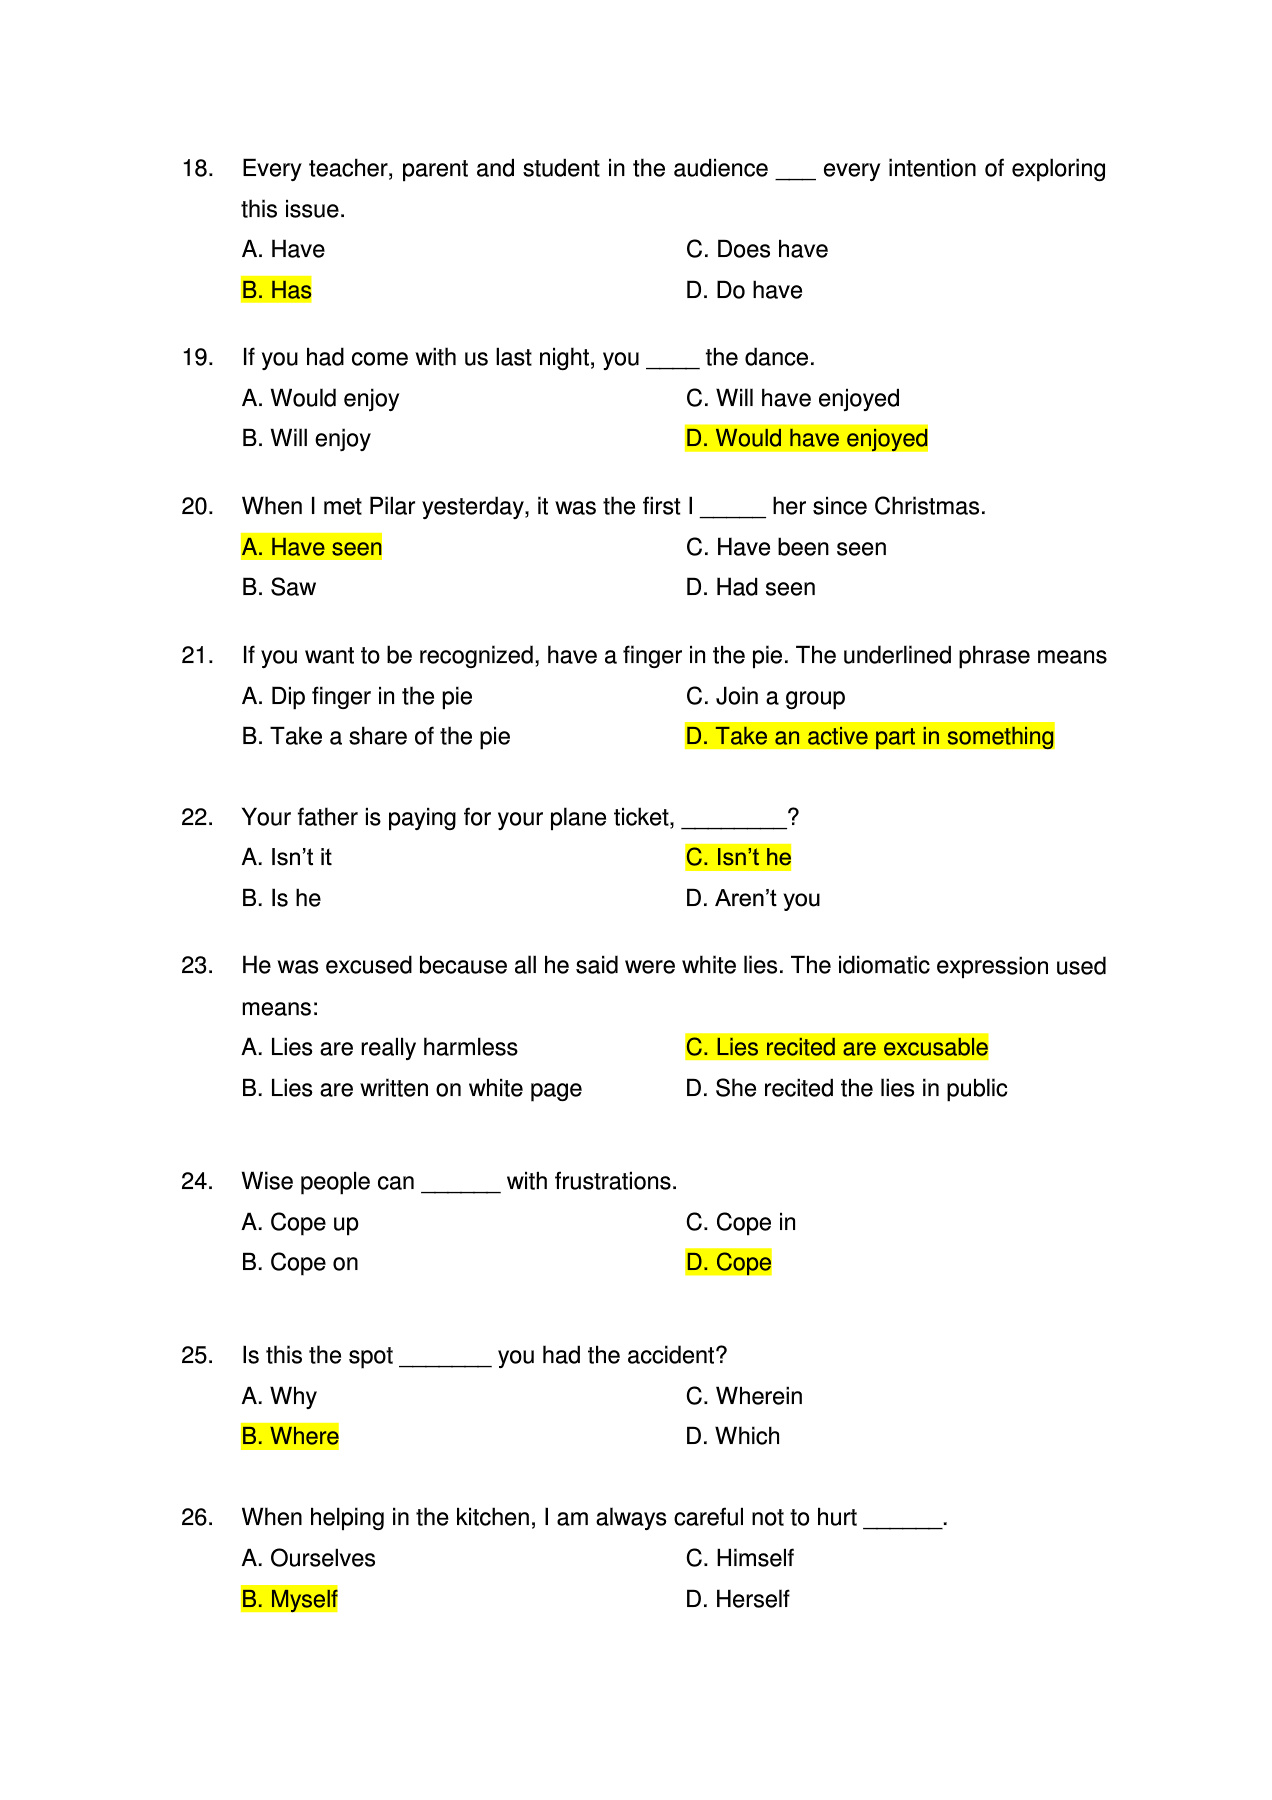 18. Every teacher, parent and student in the audience ___ every intention of exploring
this issue.
A. Have C. Does have
B. Has D. Do have
19. If you had come with us last night, you ____ the dance.
A. Would enjoy C. Will have enjoyed
B. Will enjoy D. Would have enjoyed
20. When I met Pilar yesterday, it was the first I _____ her since Christmas.
A. Have seen C. Have been seen
B. Saw D. Had seen
21. If you want to be recognized, have a finger in the pie. The underlined phrase means
A. Dip finger in the pie C. Join a group
B. Take a share of the pie D. Take an active part in something
22. Your father is paying for your plane ticket, ________?
A. Isn’t it C. Isn’t he
B. Is he D. Aren’t you
23. He was excused because all he said were white lies. The idiomatic expression used
means:
A. Lies are really harmless C. Lies recited are excusable
B. Lies are written on white page D. She recited the lies in public
24. Wise people can ______ with frustrations.
A. Cope up C. Cope in
B. Cope on D. Cope
25. Is this the spot _______ you had the accident?
A. Why C. Wherein
B. Where D. Which
26. When helping in the kitchen, I am always careful not to hurt ______.
A. Ourselves C. Himself
B. Myself D. Herself